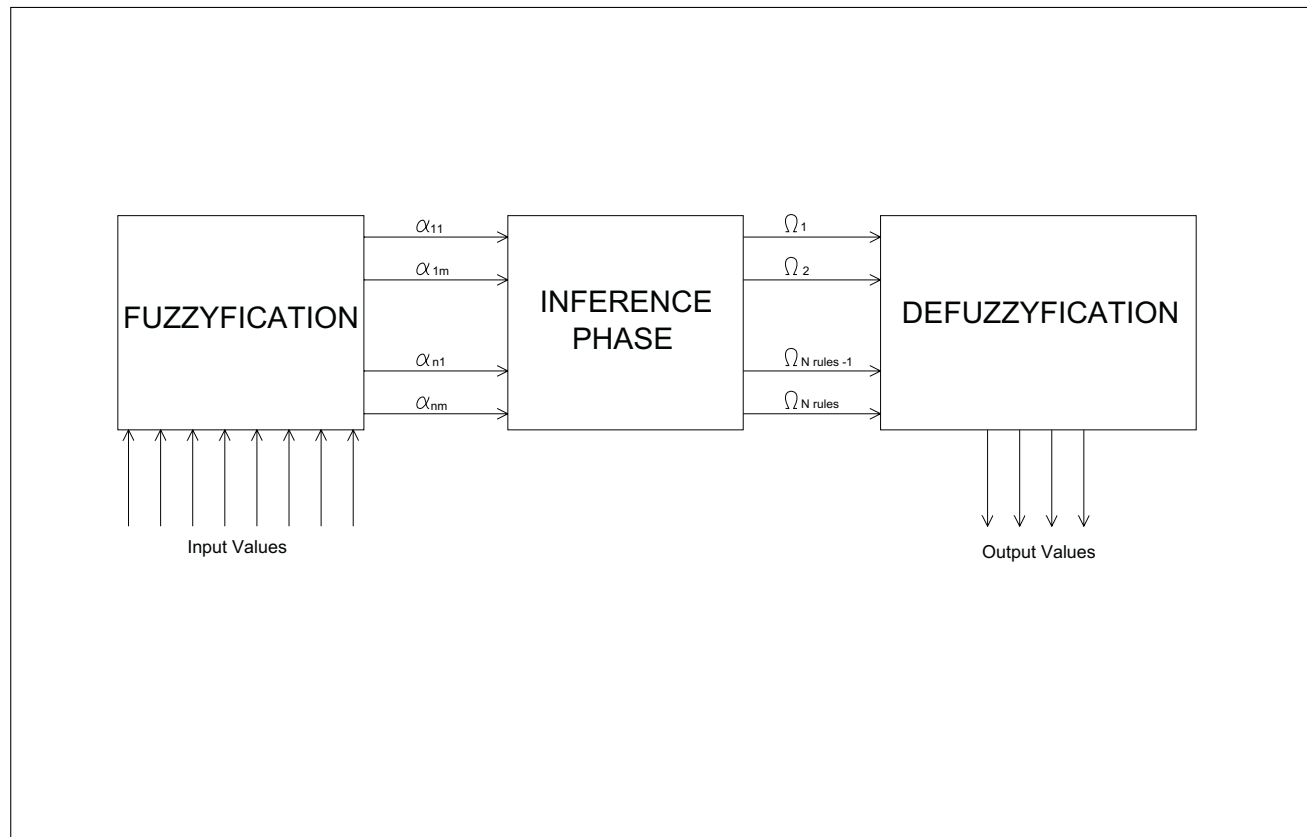 α11
α1m
αn1
αnm
Ω1
Ω2
ΩN rules -1
ΩN rules
FUZZYFICATION
INFERENCE
PHASE
DEFUZZYFICATION
Input Values
Output Values